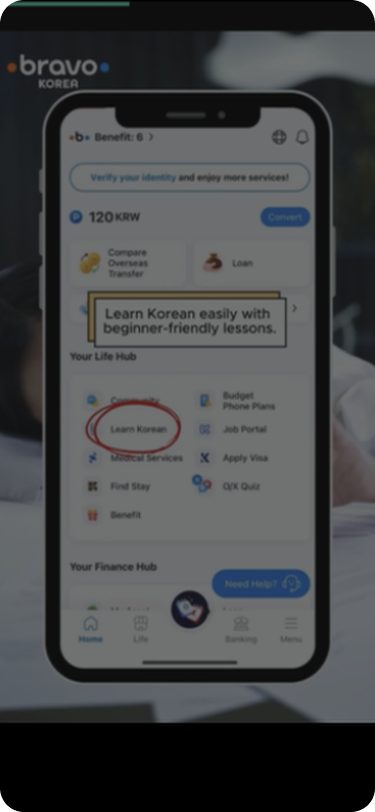 bravo
KOREA
b Benefit: 6 >
Verify your identity and enjoy more services!
P 120 KRW
Convert
Compare
Overseas
Transfer
Loan
Learn Korean easily with
beginner-friendly lessons.
Your Life Hub
Community
Budget
Phone Plans
Learn Korean
Job Portal
Medical Services
Apply Visa
Find Stay
O/X Quiz
Benefit
Your Finance Hub
Need Help?
Home
Life
Banking
Menu